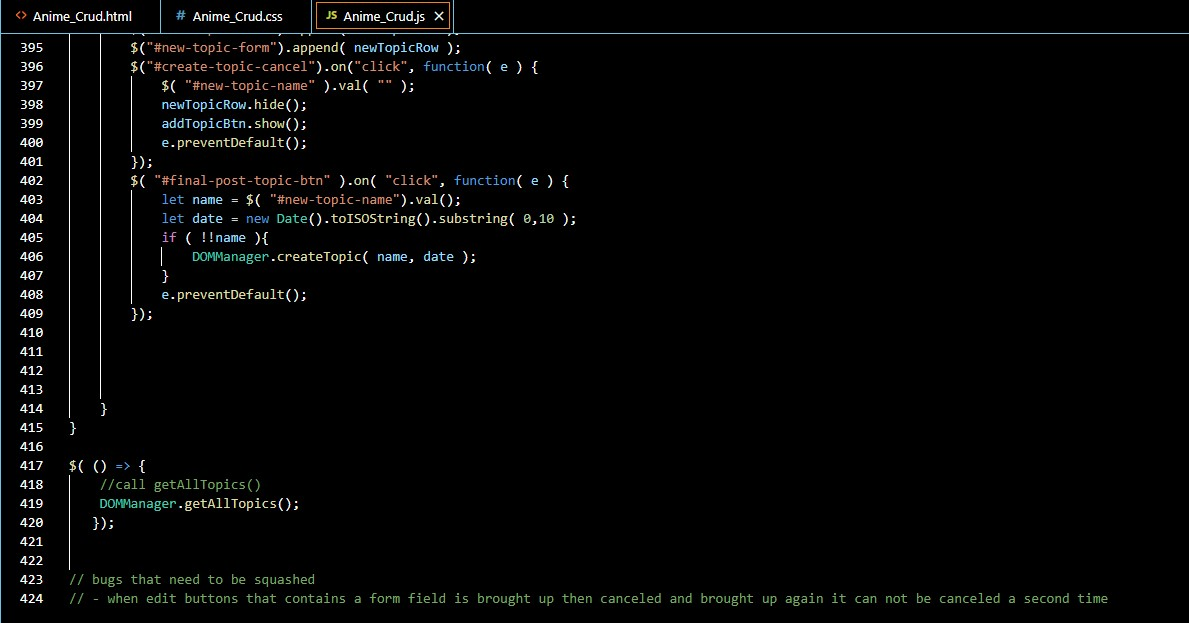 <> Anime_Crud.html # Anime_Crud.css JS Anime_Crud.js ×
395 $("#new-topic-form").append( newTopicRow );
396 $("#create-topic-cancel").on("click", function( e ) {
397 $( "#new-topic-name" ).val( "" );
398 newTopicRow.hide();
399 addTopicBtn.show();
400 e.preventDefault();
401 });
402 $( "#final-post-topic-btn" ).on( "click", function( e ) {
403 let name = $( "#new-topic-name").val();
404 let date = new Date().toISOString().substring( 0,10 );
405 if ( !!name ){
406 DOMManager.createTopic( name, date );
407 }
408 e.preventDefault();
409 });
410
411
412
413
414 }
415 }
416
417 $( () => {
418 //call getAllTopics()
419 DOMManager.getAllTopics();
420 });
421
422
423 // bugs that need to be squashed
424 // - when edit buttons that contains a form field is brought up then canceled and brought up again it can not be canceled a second time